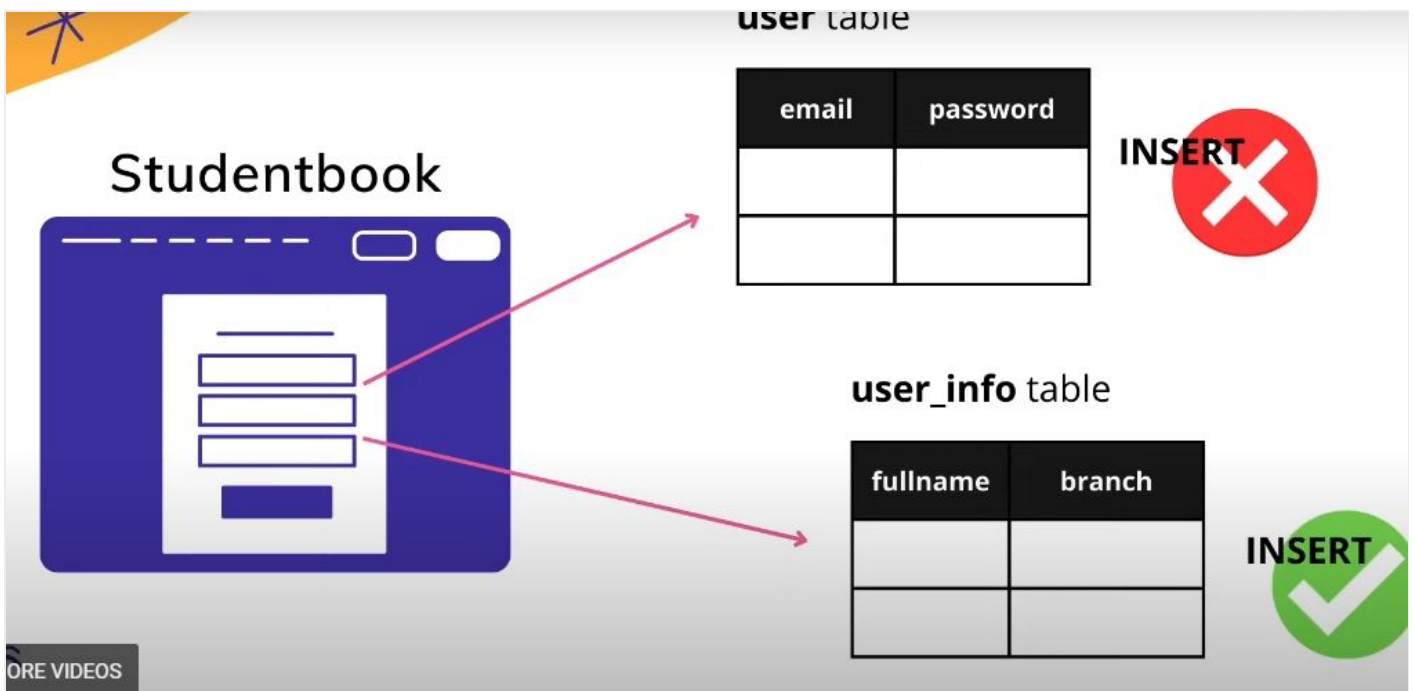 user table
email password
INSERT
Studentbook
user_info table
fullname branch
INSERT
ORE VIDEOS